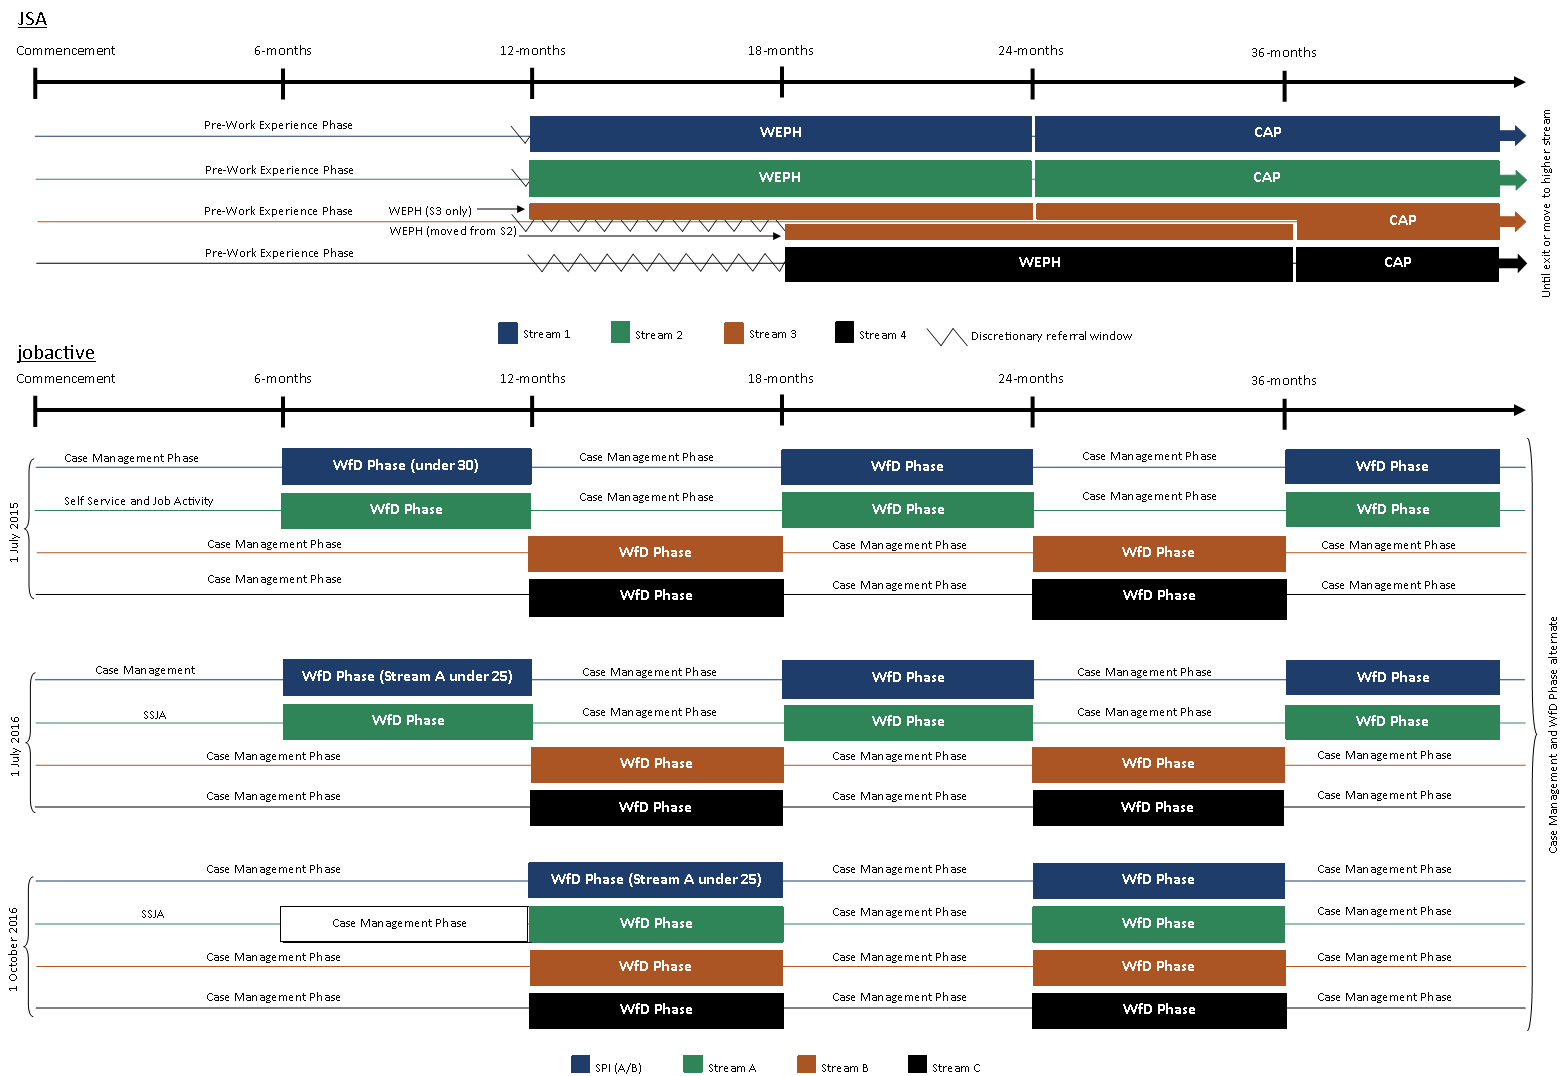 JSA
Commencement 6-months 12-months 18-months 24-months 36-months
Pre-Work Experience Phase WEPH CAP
Pre-Work Experience Phase WEPH CAP
Pre-Work Experience Phase WEPH (S3 only) CAP
WEPH (moved from S2)
Pre-Work Experience Phase WEPH CAP
Until exit or move to higher stream
Stream 1 Stream 2 Stream 3 Stream 4 Discretionary referral window
jobactive
Commencement 6-months 12-months 18-months 24-months 36-months
1 July 2015
Case Management Phase WfD Phase (under 30) Case Management Phase WfD Phase Case Management Phase WfD Phase
Self Service and Job Activity WfD Phase Case Management Phase WfD Phase Case Management Phase WfD Phase
Case Management Phase WfD Phase Case Management Phase WfD Phase Case Management Phase
Case Management Phase WfD Phase Case Management Phase WfD Phase Case Management Phase
1 July 2016
Case Management WfD Phase (Stream A under 25) Case Management Phase WfD Phase Case Management Phase WfD Phase
SSJA WfD Phase Case Management Phase WfD Phase Case Management Phase WfD Phase
Case Management Phase WfD Phase Case Management Phase WfD Phase Case Management Phase
Case Management Phase WfD Phase Case Management Phase WfD Phase Case Management Phase
1 October 2016
Case Management Phase WfD Phase (Stream A under 25) Case Management Phase WfD Phase Case Management Phase
SSJA Case Management Phase WfD Phase Case Management Phase WfD Phase Case Management Phase
Case Management Phase WfD Phase Case Management Phase WfD Phase Case Management Phase
Case Management Phase WfD Phase Case Management Phase WfD Phase Case Management Phase
Case Management and WfD Phase alternate
SPI (A/B) Stream A Stream B Stream C